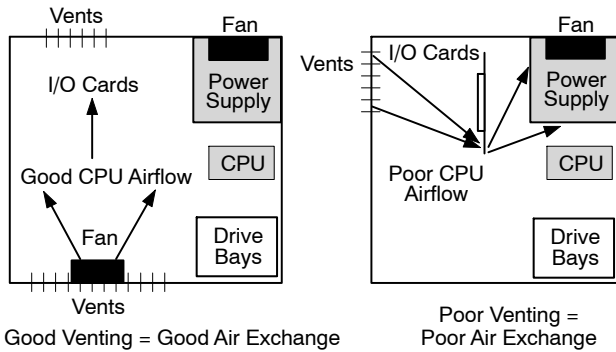 Vents
Fan
I/O Cards
Power
Supply
Good CPU Airflow
CPU
Fan
Drive
Bays
Vents
Good Venting = Good Air Exchange
Fan
I/O Cards
Vents
Power
Supply
Poor CPU
Airflow
CPU
Drive
Bays
Poor Venting =
Poor Air Exchange